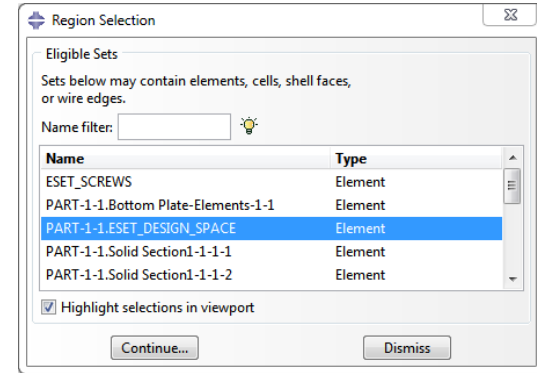 Region Selection
Eligible Sets
Sets below may contain elements, cells, shell faces,
or wire edges.
Name filter:
Name Type
ESET_SCREWS Element
PART-1-1.Bottom Plate-Elements-1-1 Element
PART-1-1.ESET_DESIGN_SPACE Element
PART-1-1.Solid Section1-1-1-1 Element
PART-1-1.Solid Section1-1-1-2 Element
Highlight selections in viewport
Continue... Dismiss